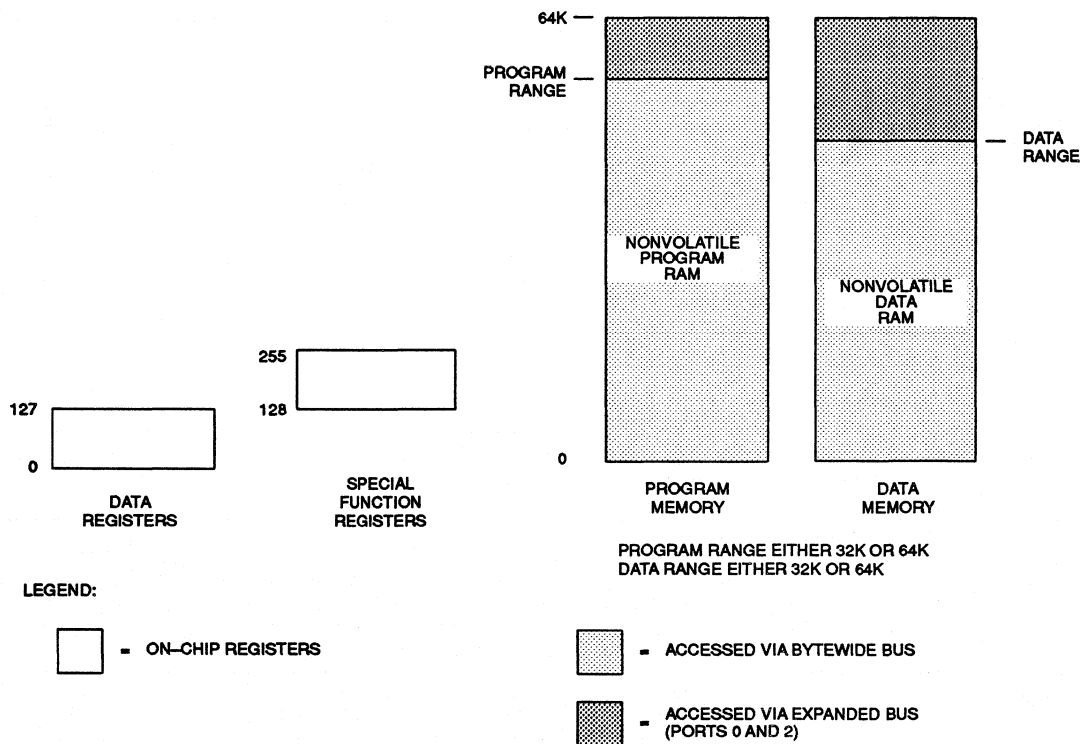 64K
PROGRAM
RANGE
DATA
RANGE
NONVOLATILE
PROGRAM
RAM
NONVOLATILE
DATA
RAM
255
128
127
0
0
DATA
REGISTERS
SPECIAL
FUNCTION
REGISTERS
PROGRAM
MEMORY
DATA
MEMORY
PROGRAM RANGE EITHER 32K OR 64K
DATA RANGE EITHER 32K OR 64K
LEGEND:
= ON–CHIP REGISTERS
= ACCESSED VIA BYTEWIDE BUS
= ACCESSED VIA EXPANDED BUS
(PORTS 0 AND 2)